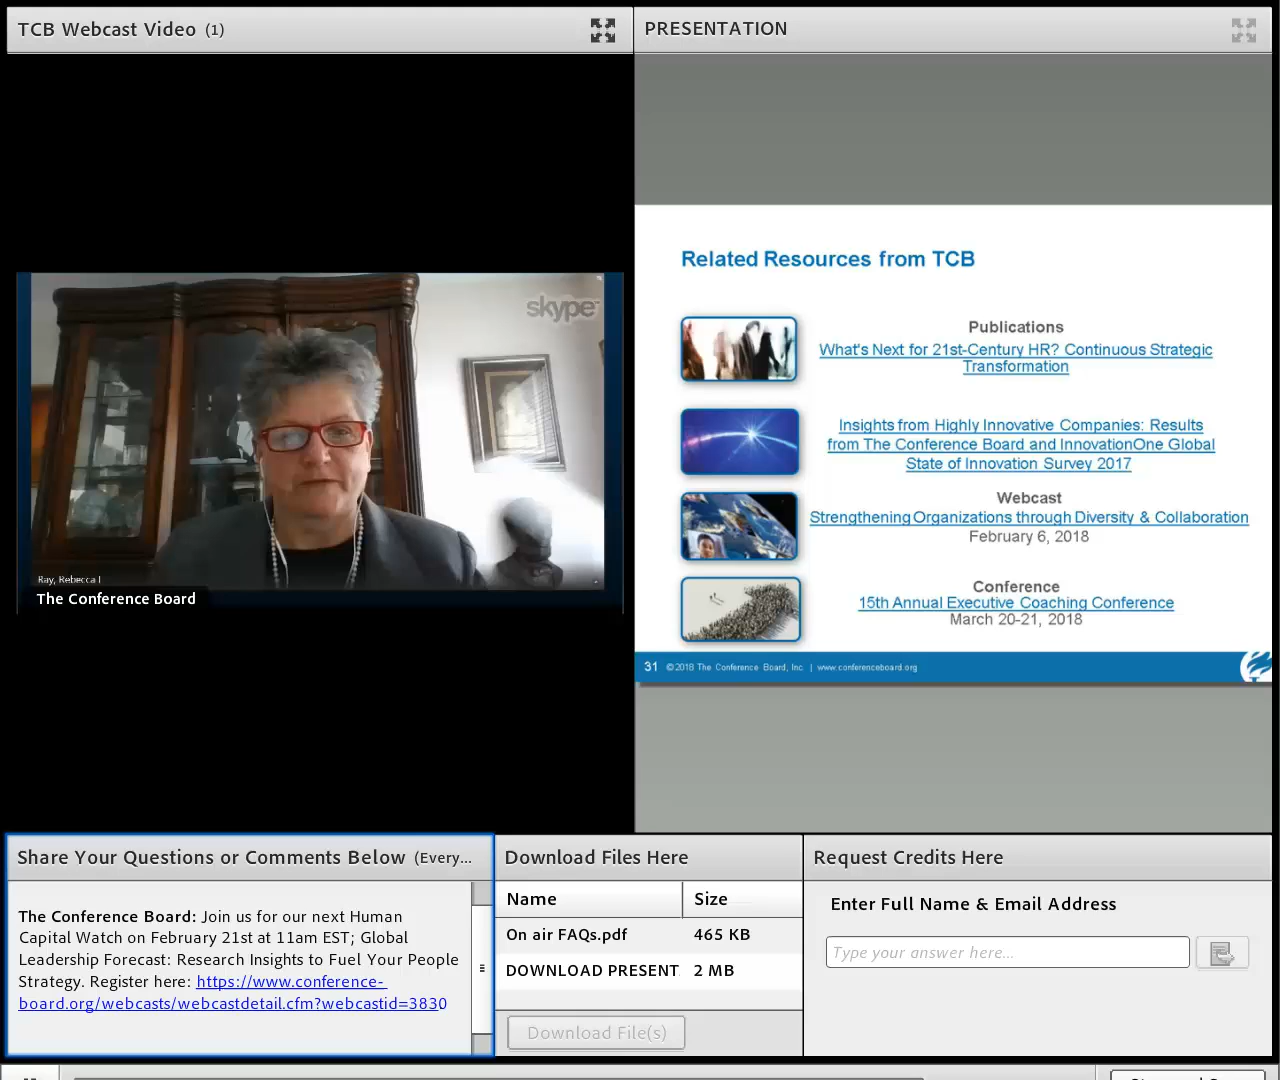 TCB Webcast Video (1)
PRESENTATION
skype
Ray, Rebecca l
The Conference Board
Related Resources from TCB
Publications
What's Next for 21st-Century HR? Continuous Strategic
Transformation
Insights from Highly Innovative Companies: Results
from The Conference Board and InnovationOne Global
State of Innovation Survey 2017
Webcast
Strengthening Organizations through Diversity & Collaboration
February 6, 2018
Conference
15th Annual Executive Coaching Conference
March 20-21, 2018
31 ©2018 The Conference Board, Inc. | www.conferenceboard.org
Share Your Questions or Comments Below (Every...
The Conference Board: Join us for our next Human
Capital Watch on February 21st at 11am EST; Global
Leadership Forecast: Research Insights to Fuel Your People
Strategy. Register here: https://www.conference-
board.org/webcasts/webcastdetail.cfm?webcastid=3830
Download Files Here
Name Size
On air FAQs.pdf 465 KB
DOWNLOAD PRESENT 2 MB
Download File(s)
Request Credits Here
Enter Full Name & Email Address
Type your answer here...